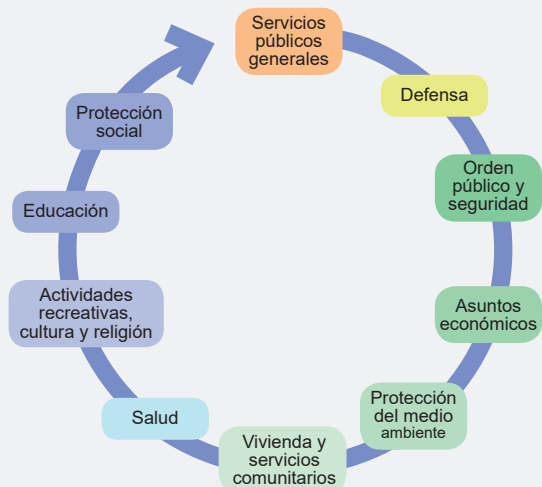 Servicios
públicos
generales
Defensa
Orden
público y
seguridad
Asuntos
económicos
Protección
del medio
ambiente
Vivienda y
servicios
comunitarios
Salud
Actividades
recreativas,
cultura y religión
Educación
Protección
social